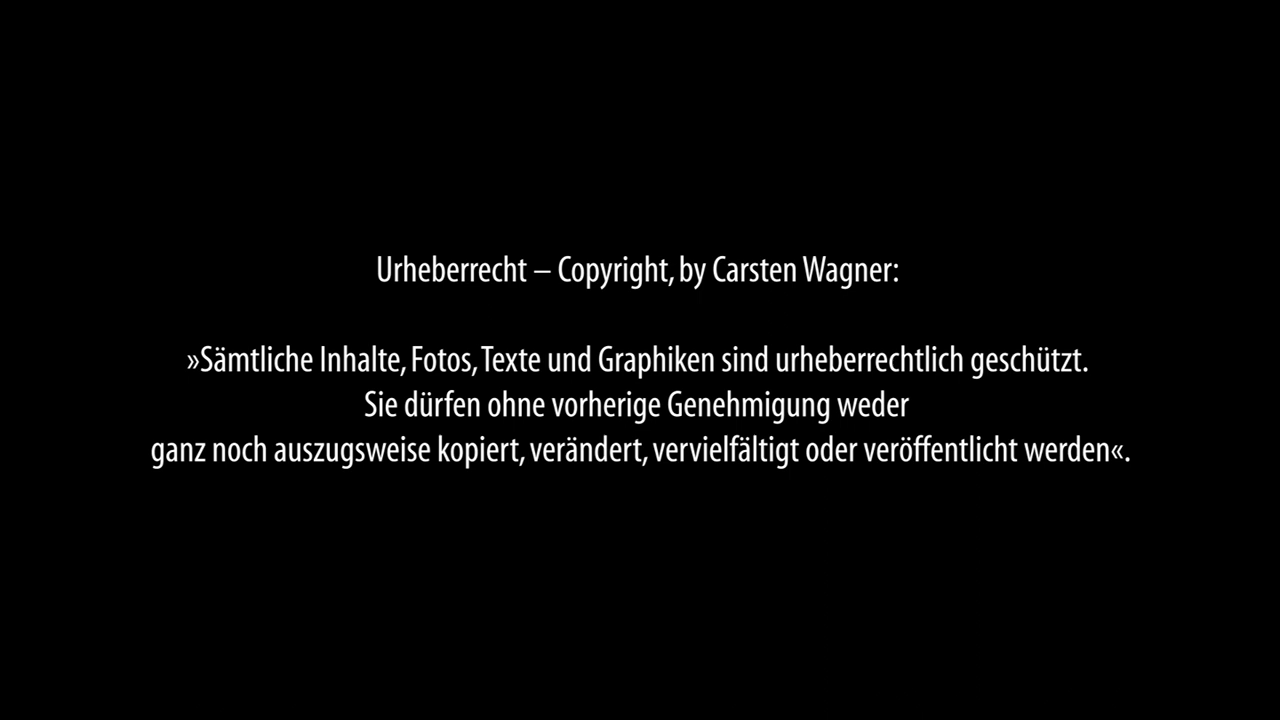 Urheberrecht – Copyright, by Carsten Wagner:
»Sämtliche Inhalte, Fotos, Texte und Graphiken sind urheberrechtlich geschützt.
Sie dürfen ohne vorherige Genehmigung weder
ganz noch auszugsweise kopiert, verändert, vervielfältigt oder veröffentlicht werden«.